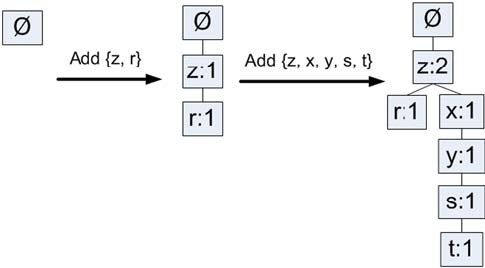 Ø
Add {z, r}
Ø
z:1
r:1
Add {z, x, y, s, t}
Ø
z:2
r:1 x:1
y:1
s:1
t:1